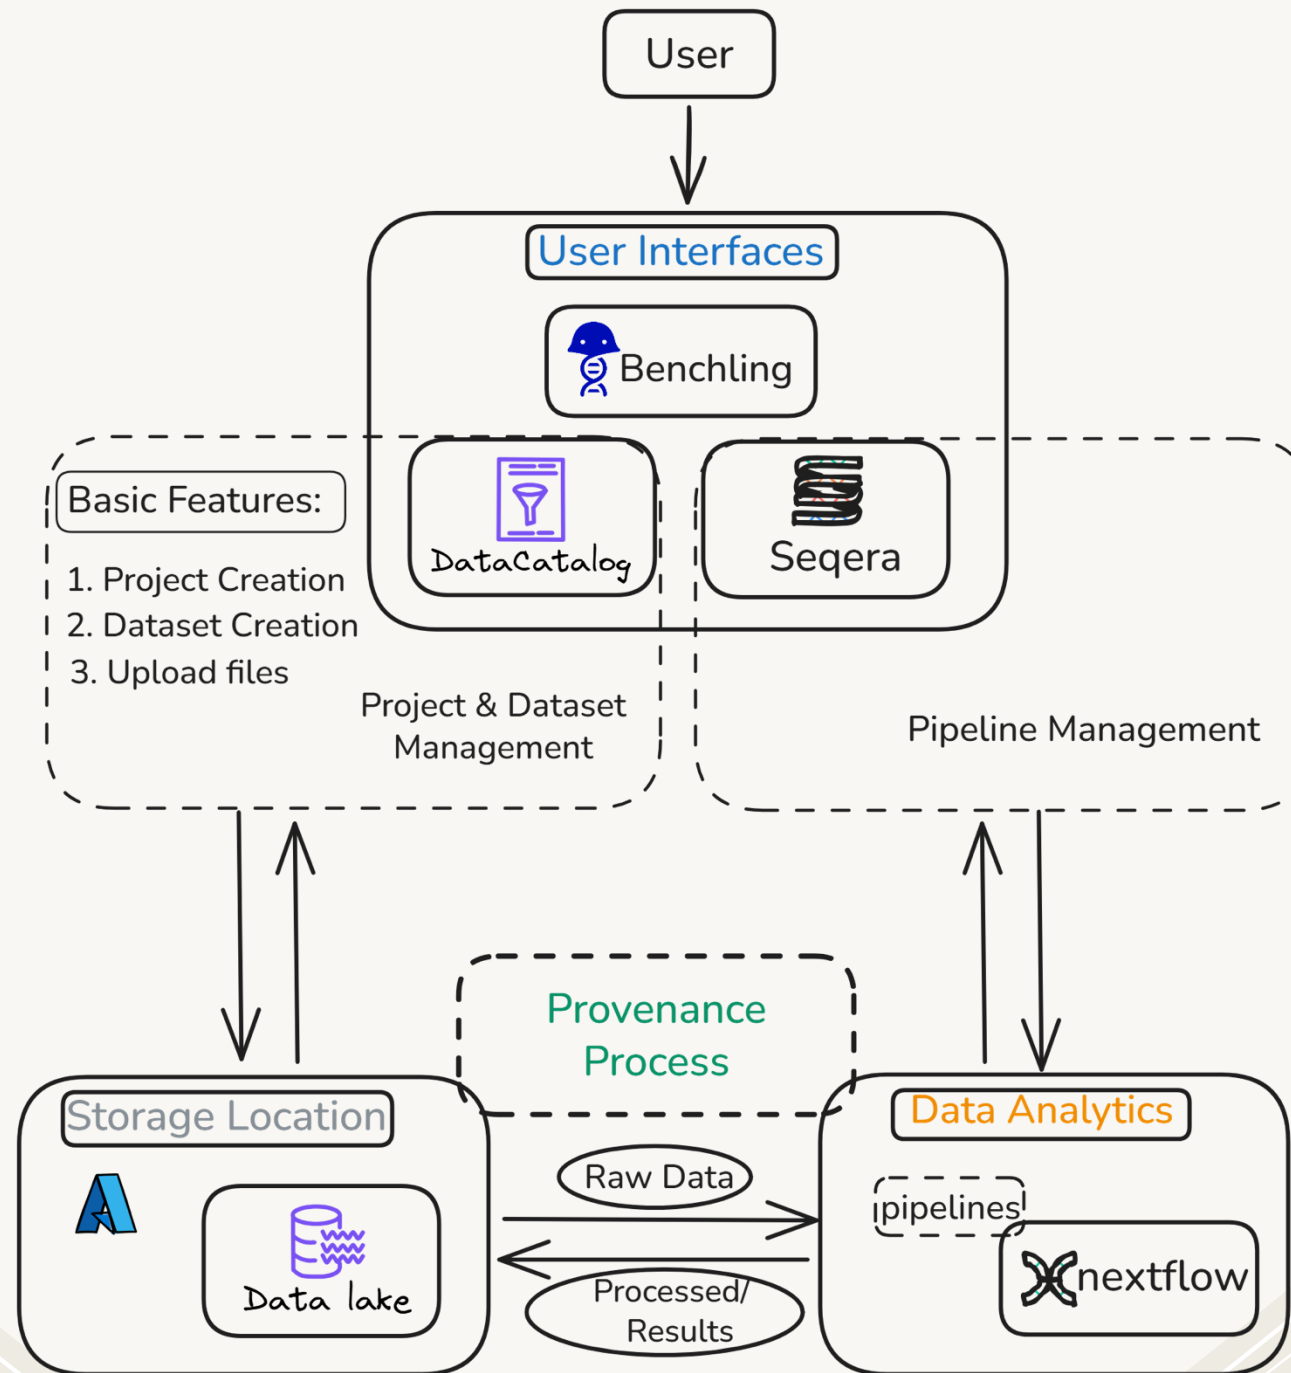 User
User Interfaces
Benchling
DataCatalog
Seqera
Basic Features:
1. Project Creation
2. Dataset Creation
3. Upload files
Project & Dataset
Management
Pipeline Management
Provenance
Process
Storage Location
Data lake
Raw Data
Processed/
Results
Data Analytics
pipelines
nextflow